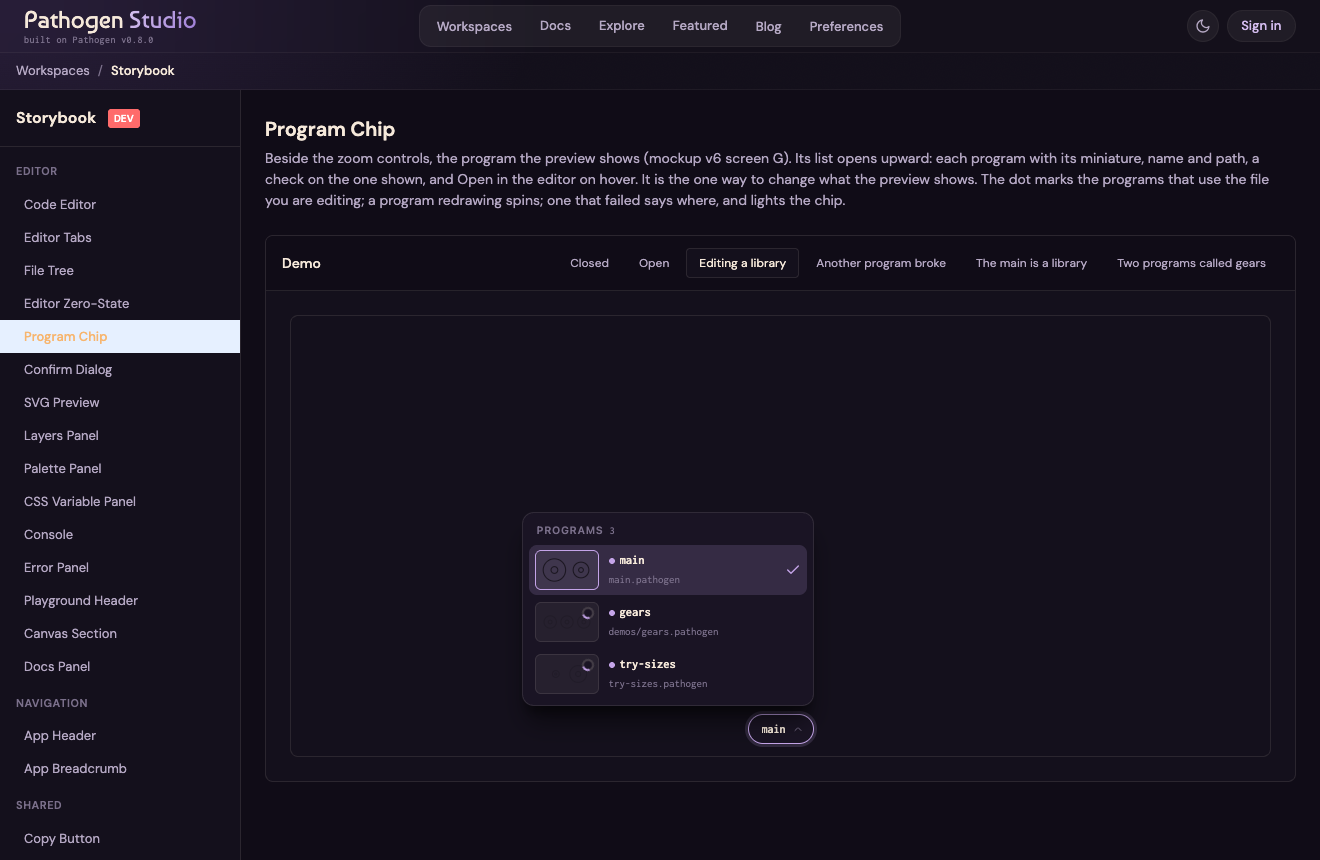 Pathogen Studio
built on Pathogen v0.8.0
Workspaces
Docs
Explore
Featured
Blog
Preferences
Sign in
Workspaces / Storybook
Storybook DEV
EDITOR
Code Editor
Editor Tabs
File Tree
Editor Zero-State
Program Chip
Confirm Dialog
SVG Preview
Layers Panel
Palette Panel
CSS Variable Panel
Console
Error Panel
Playground Header
Canvas Section
Docs Panel
NAVIGATION
App Header
App Breadcrumb
SHARED
Copy Button
Program Chip
Beside the zoom controls, the program the preview shows (mockup v6 screen G). Its list opens upward: each program with its miniature, name and path, a
check on the one shown, and Open in the editor on hover. It is the one way to change what the preview shows. The dot marks the programs that use the file
you are editing; a program redrawing spins; one that failed says where, and lights the chip.
Demo
Closed
Open
Editing a library
Another program broke
The main is a library
Two programs called gears
PROGRAMS 3
main
main.pathogen
gears
demos/gears.pathogen
try-sizes
try-sizes.pathogen
main